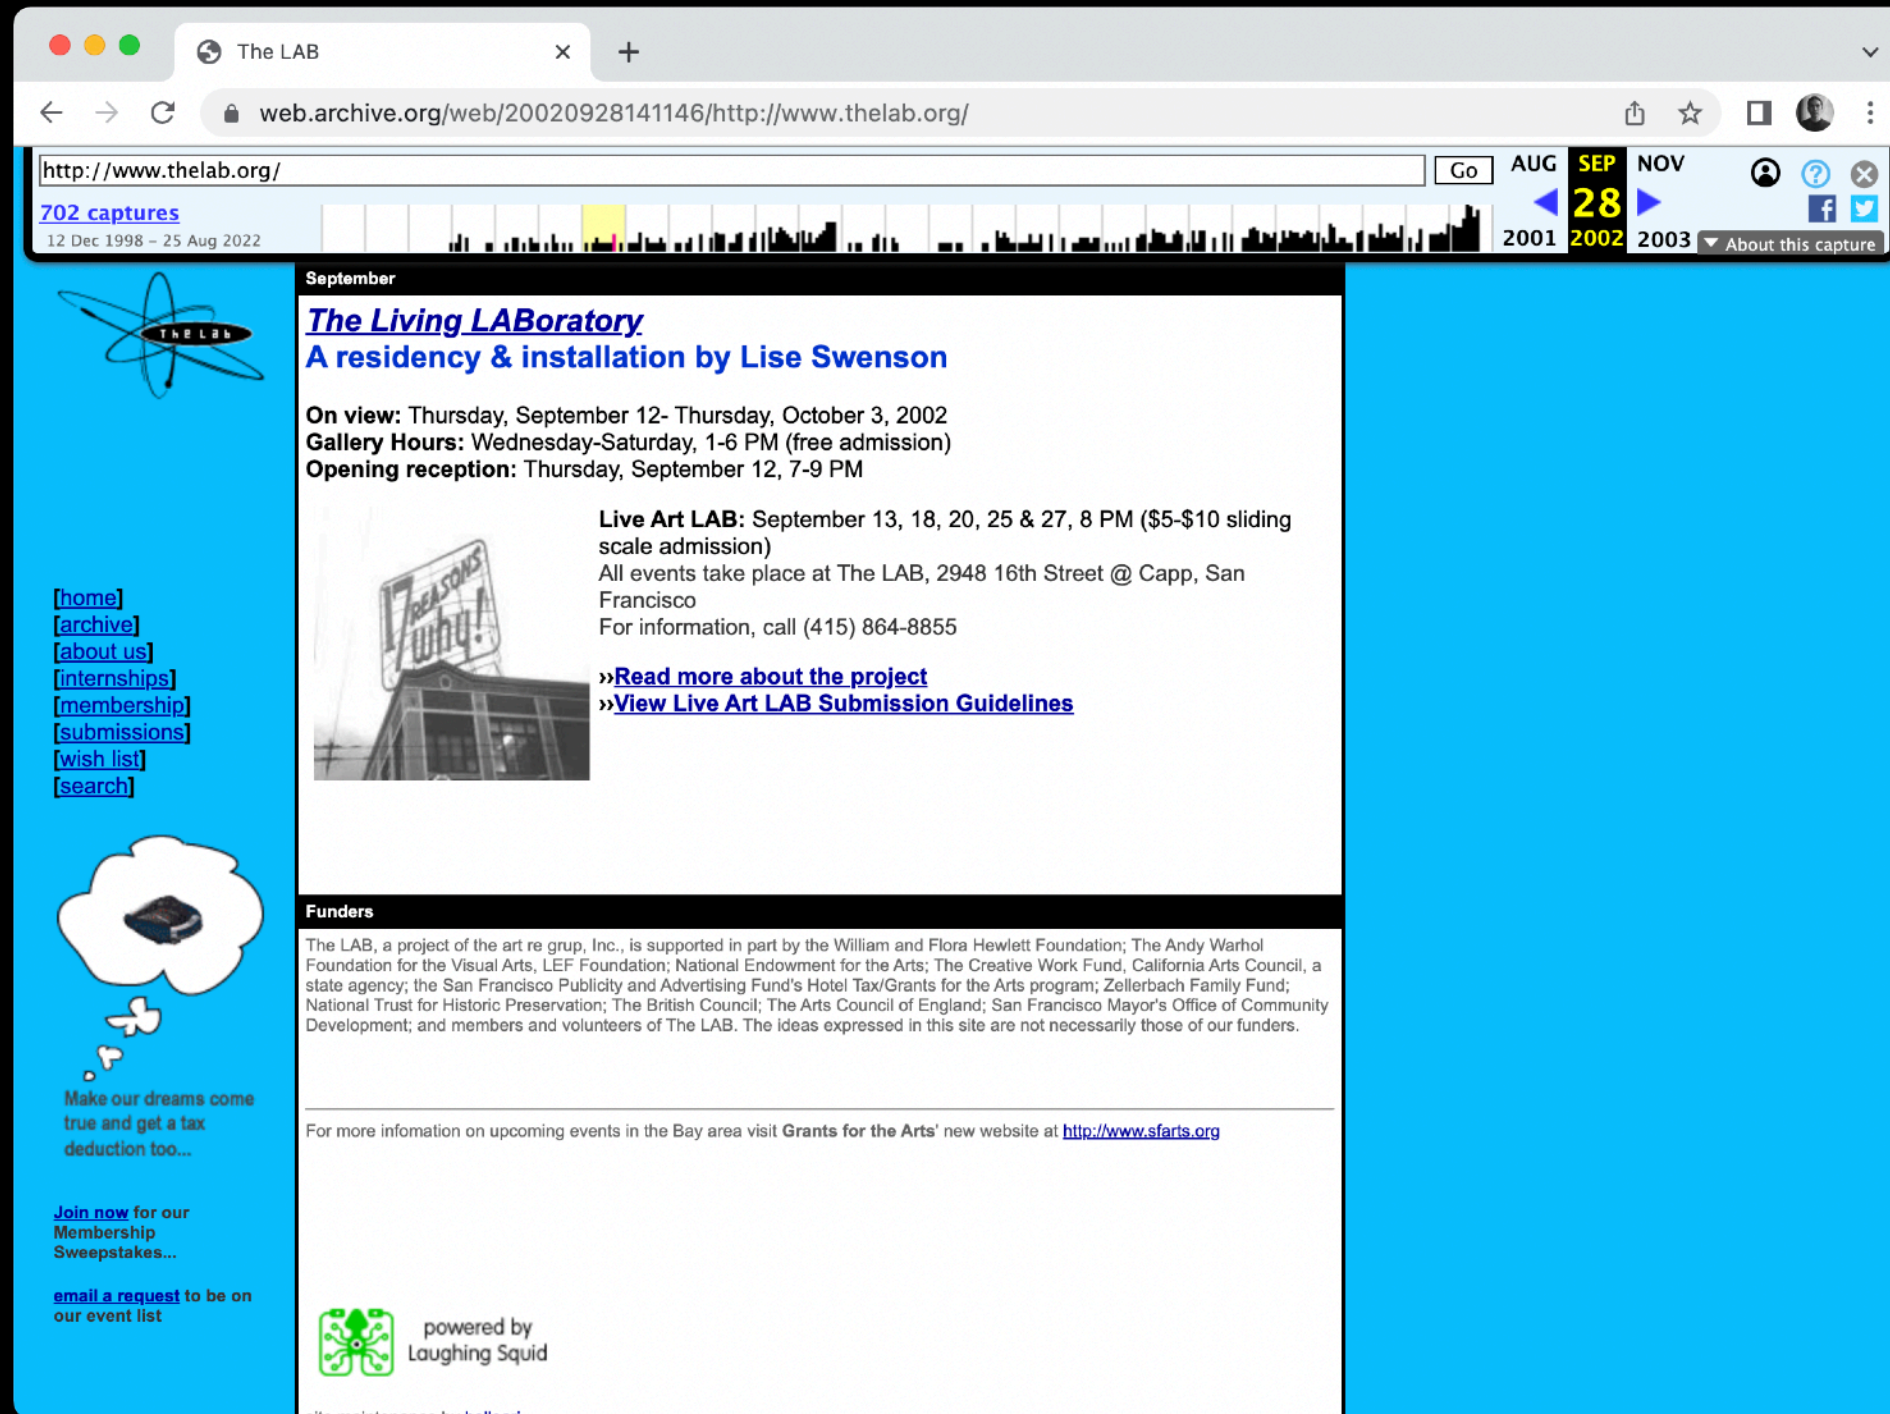 The LAB
web.archive.org/web/20020928141146/http://www.thelab.org/
http://www.thelab.org/
Go
AUG
SEP
NOV
702 captures
28
12 Dec 1998 – 25 Aug 2022
2001
2002
2003
About this capture
The Lab
September
The Living LABoratory
A residency & installation by Lise Swenson
On view: Thursday, September 12- Thursday, October 3, 2002
Gallery Hours: Wednesday-Saturday, 1-6 PM (free admission)
Opening reception: Thursday, September 12, 7-9 PM
17 REASONS
why!
Live Art LAB: September 13, 18, 20, 25 & 27, 8 PM ($5-$10 sliding
scale admission)
All events take place at The LAB, 2948 16th Street @ Capp, San
Francisco
For information, call (415) 864-8855
››Read more about the project
››View Live Art LAB Submission Guidelines
[home]
[archive]
[about us]
[internships]
[membership]
[submissions]
[wish list]
[search]
Make our dreams come
true and get a tax
deduction too...
Join now for our
Membership
Sweepstakes...
email a request to be on
our event list
Funders
The LAB, a project of the art re grup, Inc., is supported in part by the William and Flora Hewlett Foundation; The Andy Warhol
Foundation for the Visual Arts, LEF Foundation; National Endowment for the Arts; The Creative Work Fund, California Arts Council, a
state agency; the San Francisco Publicity and Advertising Fund's Hotel Tax/Grants for the Arts program; Zellerbach Family Fund;
National Trust for Historic Preservation; The British Council; The Arts Council of England; San Francisco Mayor's Office of Community
Development; and members and volunteers of The LAB. The ideas expressed in this site are not necessarily those of our funders.
For more infomation on upcoming events in the Bay area visit Grants for the Arts' new website at http://www.sfarts.org
powered by
Laughing Squid